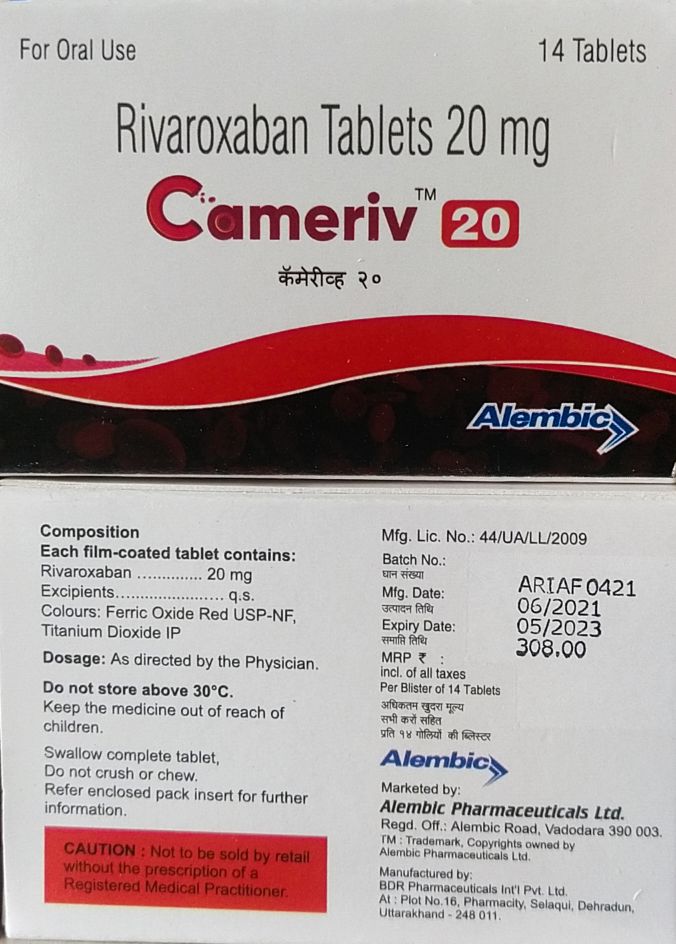 For Oral Use
14 Tablets
Rivaroxaban Tablets 20 mg
Cameriv™ 20
कॅमेरीव्ह २०
Alembic
Composition
Each film-coated tablet contains:
Rivaroxaban .............. 20 mg
Excipients....................... q.s.
Colours: Ferric Oxide Red USP-NF,
Titanium Dioxide IP
Dosage: As directed by the Physician.
Do not store above 30°C.
Keep the medicine out of reach of
children.
Swallow complete tablet,
Do not crush or chew.
Refer enclosed pack insert for further
information.
CAUTION : Not to be sold by retail
without the prescription of a
Registered Medical Practitioner.
Mfg. Lic. No.: 44/UA/LL/2009
Batch No.: ARIAF0421
घान संख्या
Mfg. Date: 06/2021
उत्पादन तिथि
Expiry Date: 05/2023
समाप्ति तिथि
MRP ₹ : 308.00
incl. of all taxes
Per Blister of 14 Tablets
अधिकतम खुदरा मूल्य
सभी करों सहित
प्रति १४ गोलियों की ब्लिस्टर
Alembic
Marketed by:
Alembic Pharmaceuticals Ltd.
Regd. Off.: Alembic Road, Vadodara 390 003.
TM : Trademark, Copyrights owned by
Alembic Pharmaceuticals Ltd.
Manufactured by:
BDR Pharmaceuticals Int'l Pvt. Ltd.
At : Plot No.16, Pharmacity, Selaqui, Dehradun,
Uttarakhand - 248 011.